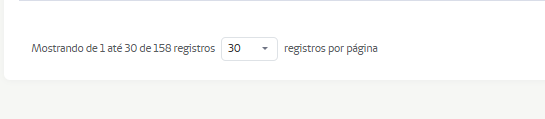 Mostrando de 1 até 30 de 158 registros 30 registros por página